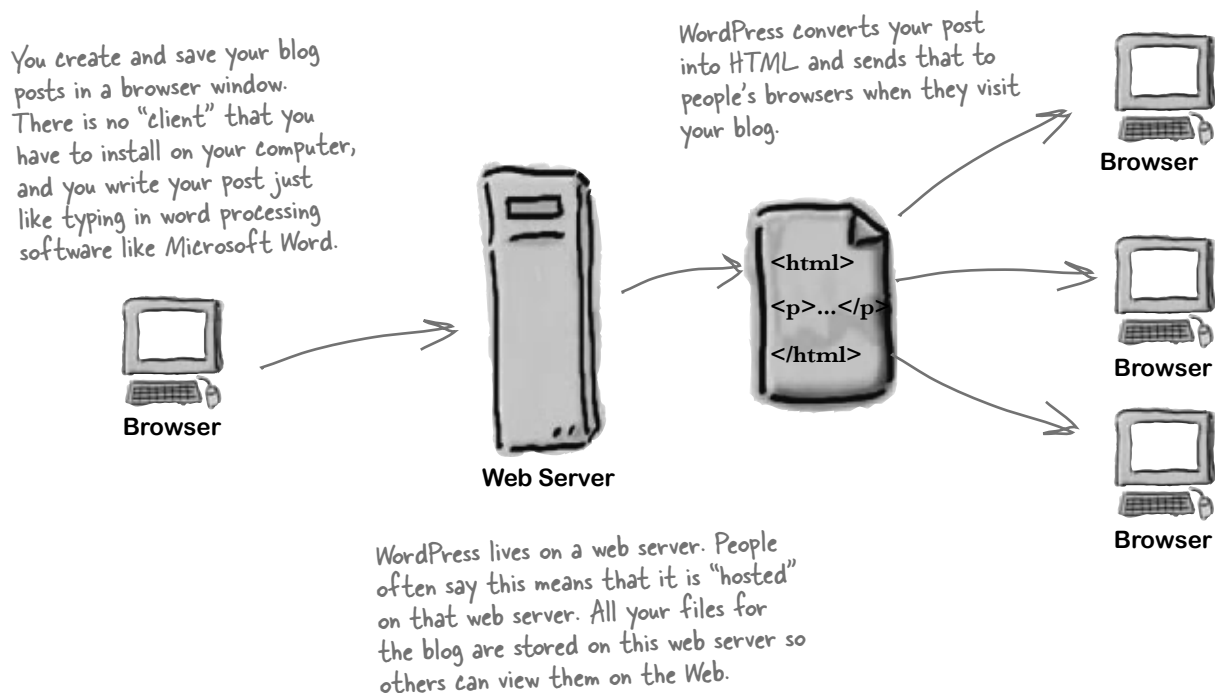 You create and save your blog
posts in a browser window.
There is no “client” that you
have to install on your computer,
and you write your post just
like typing in word processing
software like Microsoft Word.
Browser
Web Server
WordPress lives on a web server. People
often say this means that it is “hosted”
on that web server. All your files for
the blog are stored on this web server so
others can view them on the Web.
WordPress converts your post
into HTML and sends that to
people's browsers when they visit
your blog.
<html>
<p>...</p>
</html>
Browser
Browser
Browser